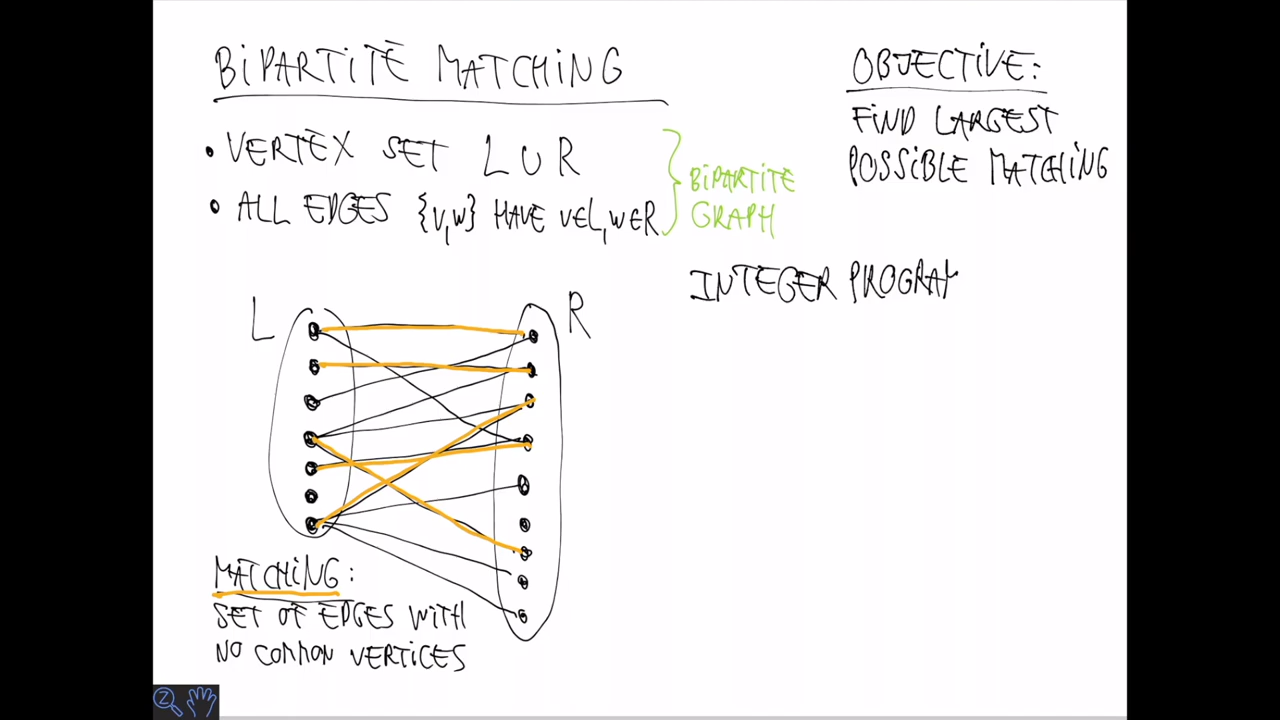 BIPARTITE MATCHING
• VERTEX SET L ∪ R
• ALL EDGES {V,W} HAVE V∈L, W∈R
BIPARTITE
GRAPH
OBJECTIVE:
FIND LARGEST
POSSIBLE MATCHING
INTEGER PROGRAM
L
R
MATCHING:
SET OF EDGES WITH
NO COMMON VERTICES
Z